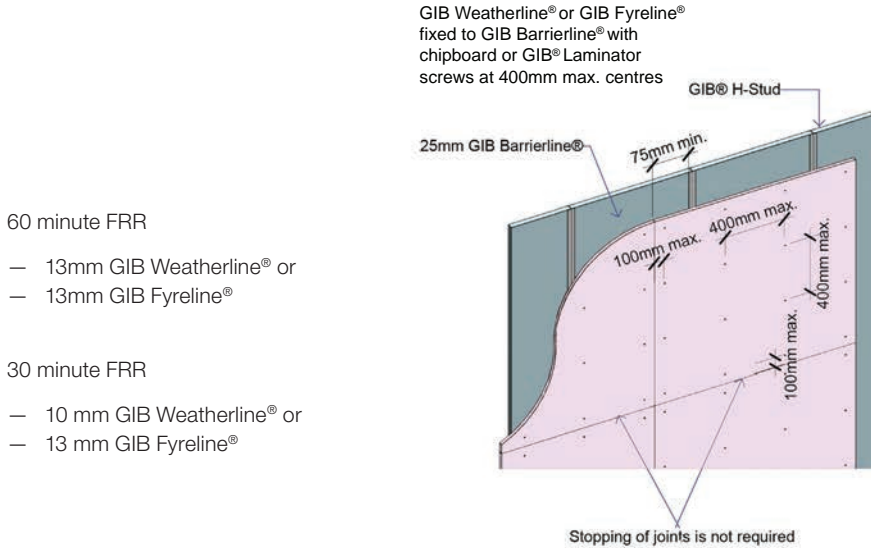 GIB Weatherline® or GIB Fyreline®
fixed to GIB Barrierline® with
chipboard or GIB® Laminator
screws at 400mm max. centres
GIB® H-Stud
25mm GIB Barrierline®
75mm min.
400mm max.
100mm max.
400mm max.
100mm max.
Stopping of joints is not required
60 minute FRR
— 13mm GIB Weatherline® or
— 13mm GIB Fyreline®
30 minute FRR
— 10 mm GIB Weatherline® or
— 13 mm GIB Fyreline®